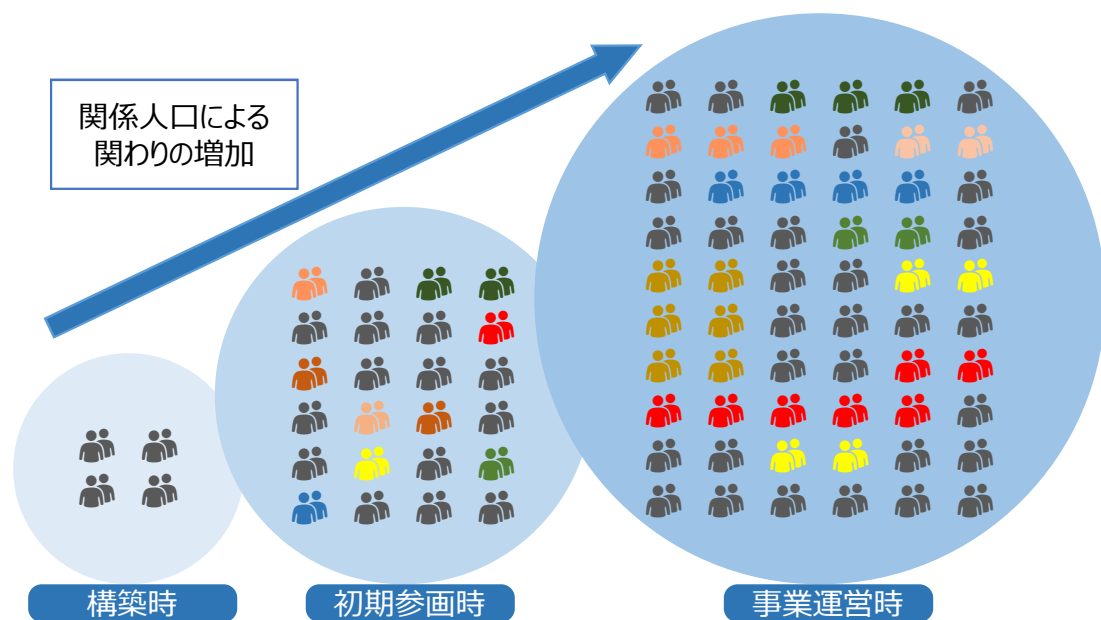 関係人口による
関わりの増加
構築時
初期参画時
事業運営時